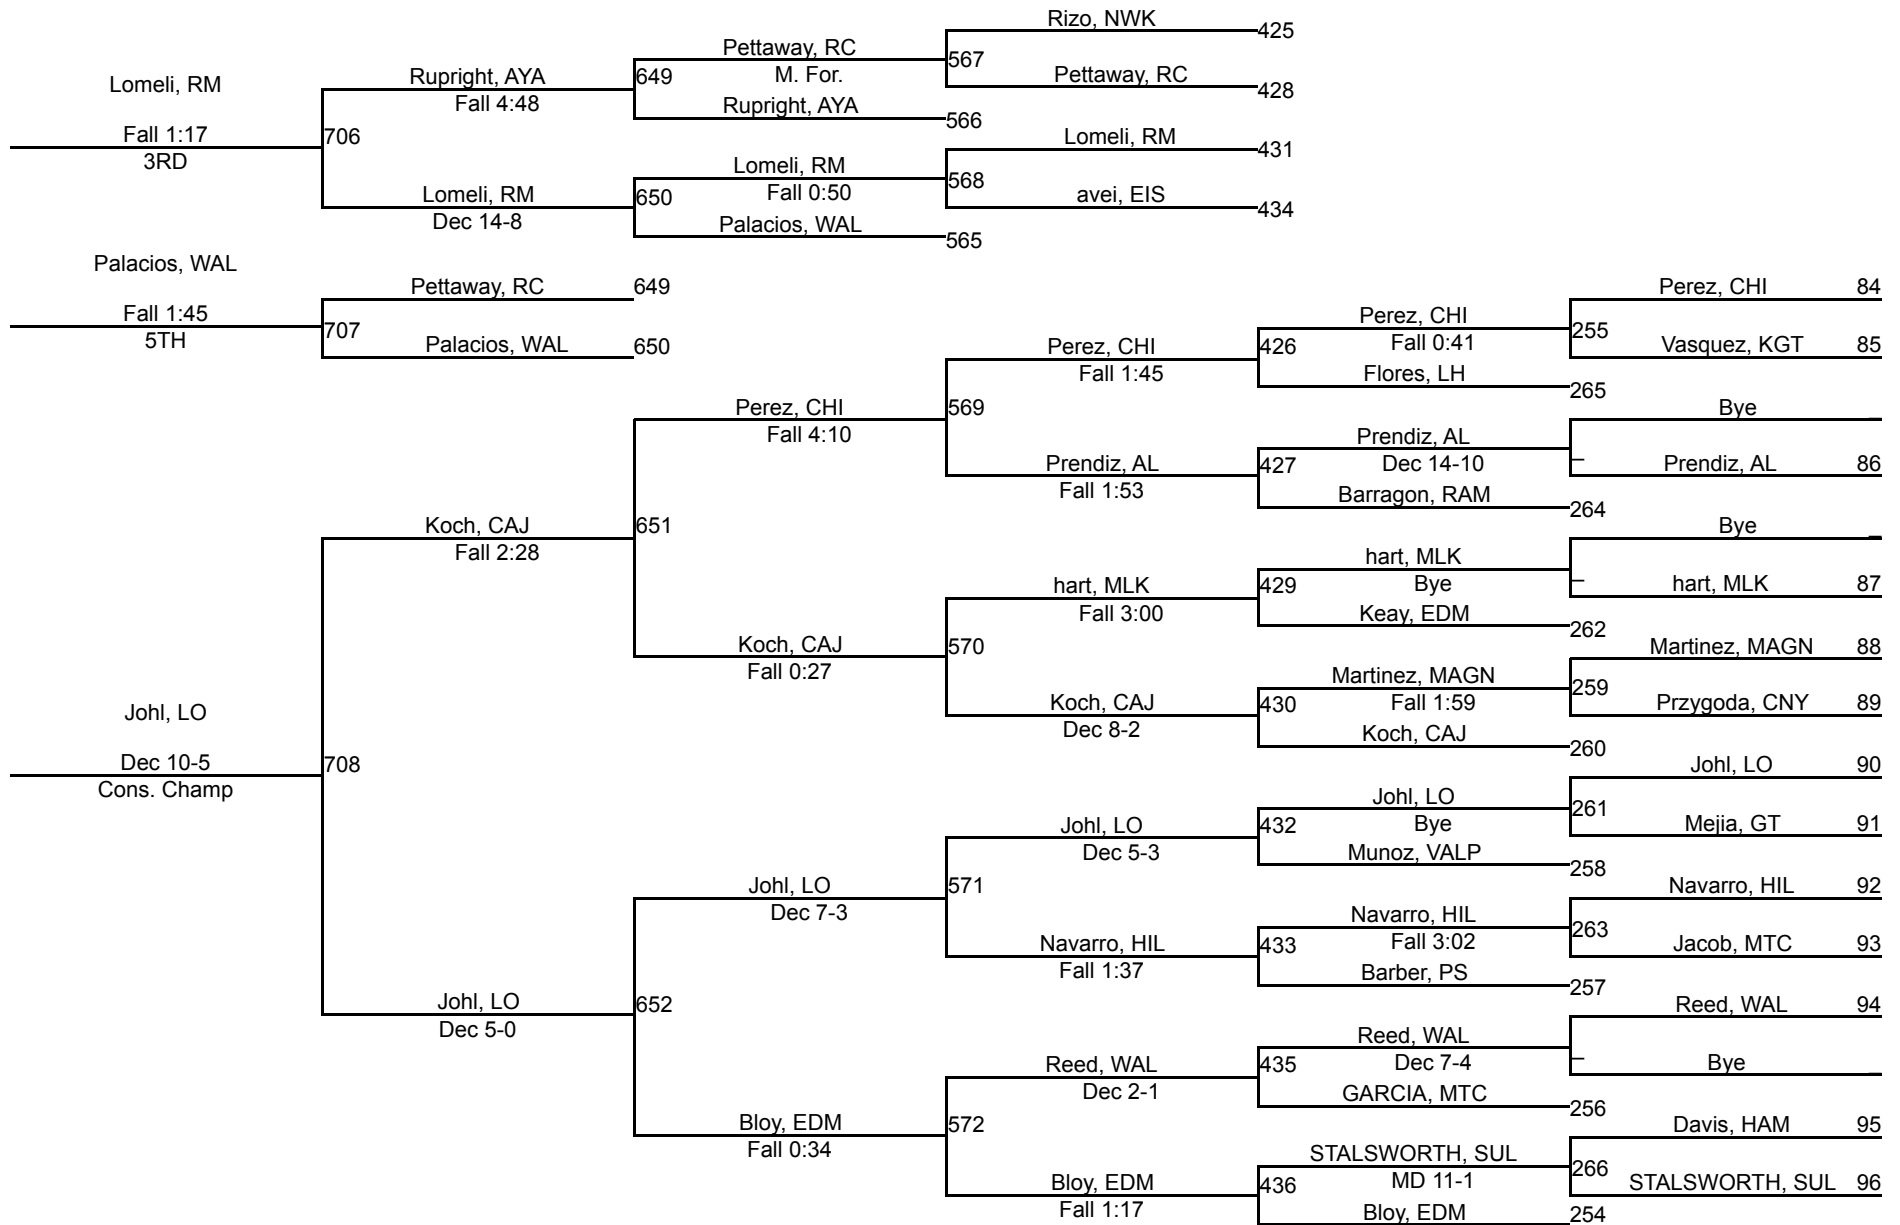 Rizo, NWK
425
Pettaway, RC
567
Lomeli, RM
Rupright, AYA
649
M. For.
Pettaway, RC
Fall 4:48
Rupright, AYA
428
566
Fall 1:17
706
Lomeli, RM
431
3RD
Lomeli, RM
568
Lomeli, RM
650
Fall 0:50
avei, EIS
Dec 14-8
Palacios, WAL
434
565
Palacios, WAL
Pettaway, RC
649
Perez, CHI
84
Fall 1:45
707
Perez, CHI
255
5TH
Palacios, WAL
650
Perez, CHI
426
Fall 0:41
Vasquez, KGT
85
Fall 1:45
Flores, LH
265
Perez, CHI
569
Bye
_
Fall 4:10
Prendiz, AL
Prendiz, AL
427
Dec 14-10
_
Prendiz, AL
86
Fall 1:53
Barragon, RAM
264
Koch, CAJ
651
Bye
_
Fall 2:28
hart, MLK
hart, MLK
429
Bye
_
hart, MLK
87
Fall 3:00
Keay, EDM
262
Koch, CAJ
570
Martinez, MAGN
88
Fall 0:27
Martinez, MAGN
259
Koch, CAJ
430
Fall 1:59
Przygoda, CNY
89
Johl, LO
Dec 8-2
Koch, CAJ
260
Dec 10-5
708
Johl, LO
90
Cons. Champ
Johl, LO
261
Johl, LO
432
Bye
Mejia, GT
91
Dec 5-3
Munoz, VALP
258
Johl, LO
571
Navarro, HIL
92
Dec 7-3
Navarro, HIL
263
Navarro, HIL
433
Fall 3:02
Jacob, MTC
93
Fall 1:37
Barber, PS
257
Johl, LO
652
Reed, WAL
94
Dec 5-0
Reed, WAL
Reed, WAL
435
Dec 7-4
_
Bye
_
Dec 2-1
GARCIA, MTC
256
Bloy, EDM
572
Davis, HAM
95
Fall 0:34
STALSWORTH, SUL
266
Bloy, EDM
436
MD 11-1
STALSWORTH, SUL
96
Fall 1:17
Bloy, EDM
254